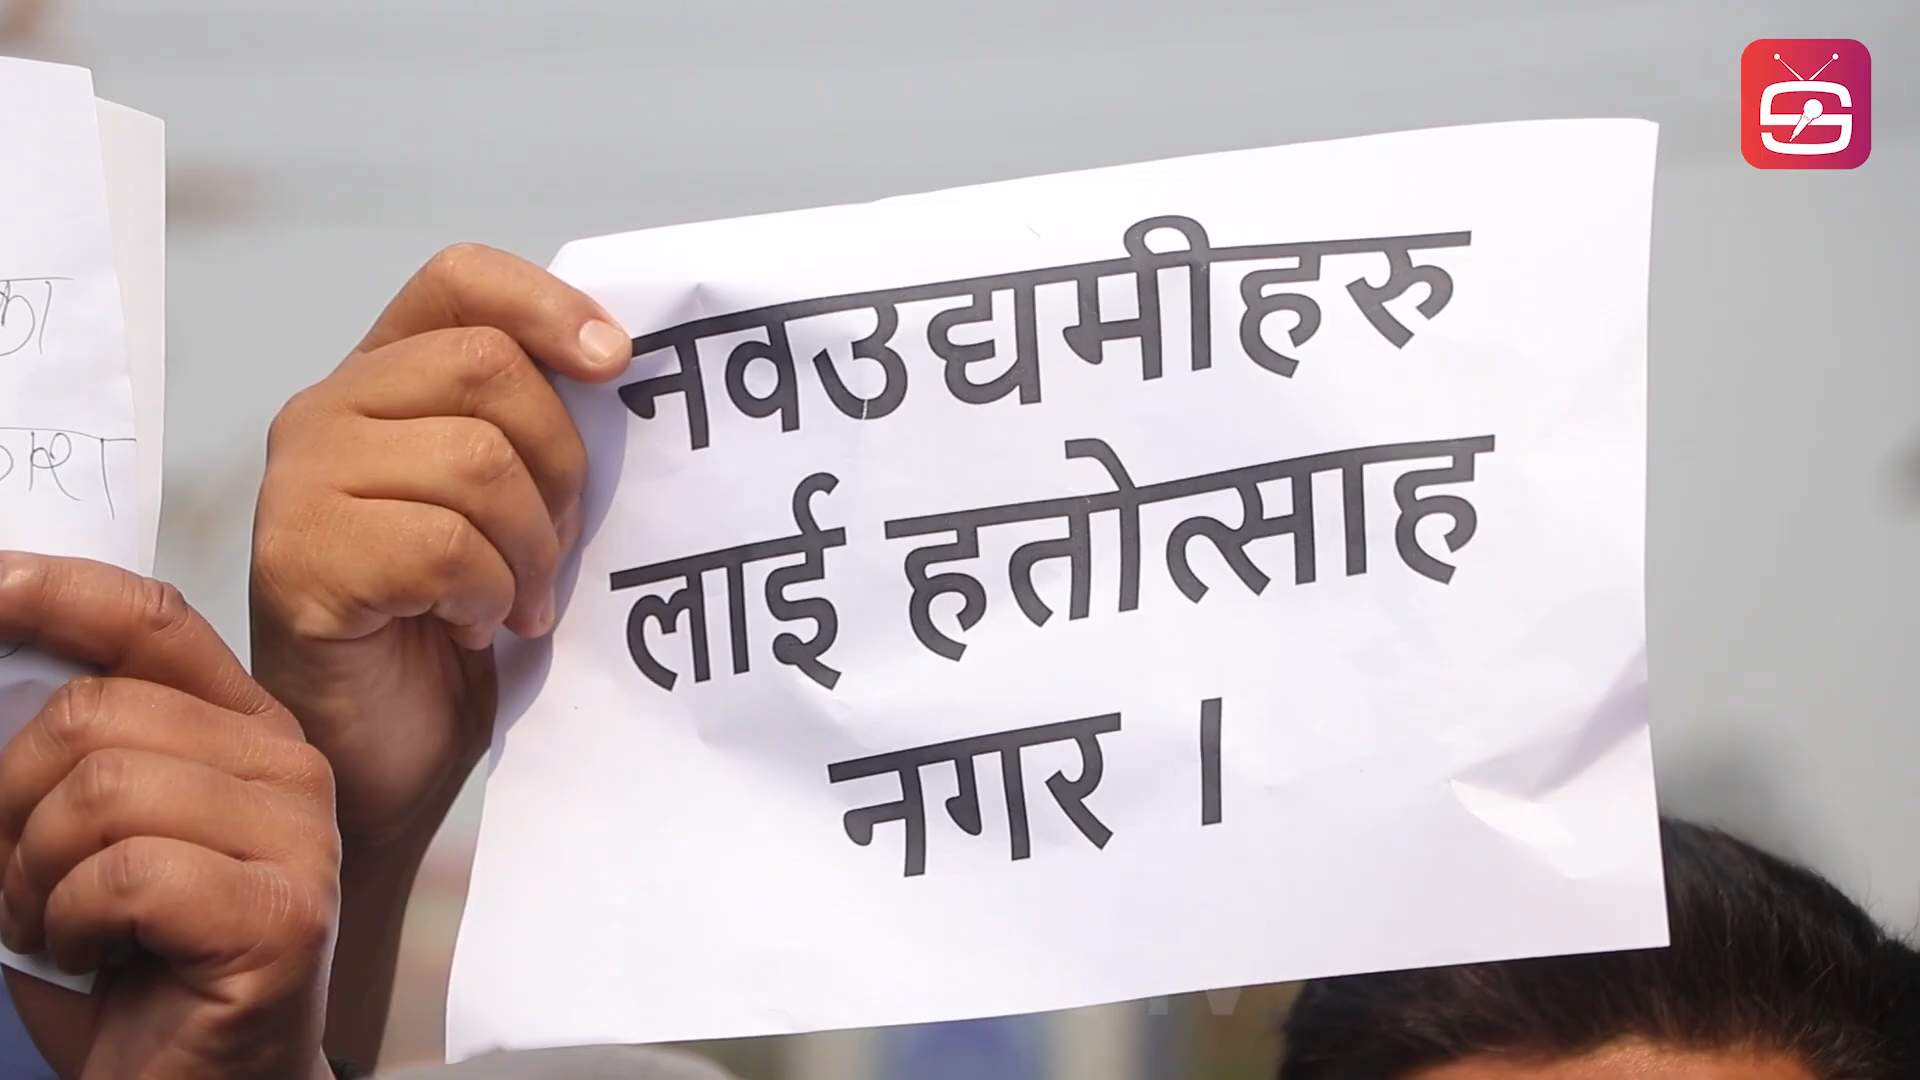 नवउद्यमीहरु
लाई हतोत्साह
नगर ।